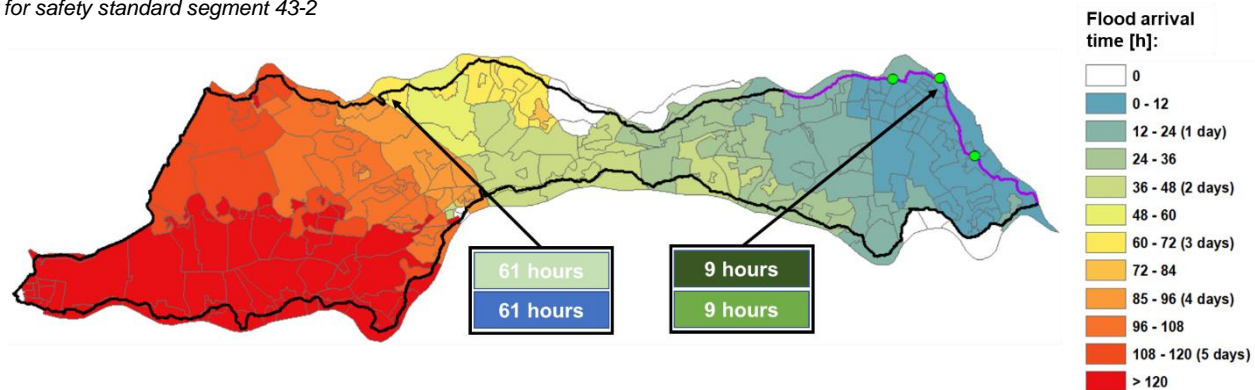 for safety standard segment 43-2
Flood arrival
time [h]:
0
0 - 12
12 - 24 (1 day)
24 - 36
36 - 48 (2 days)
48 - 60
60 - 72 (3 days)
72 - 84
85 - 96 (4 days)
96 - 108
108 - 120 (5 days)
> 120
61 hours
61 hours
9 hours
9 hours